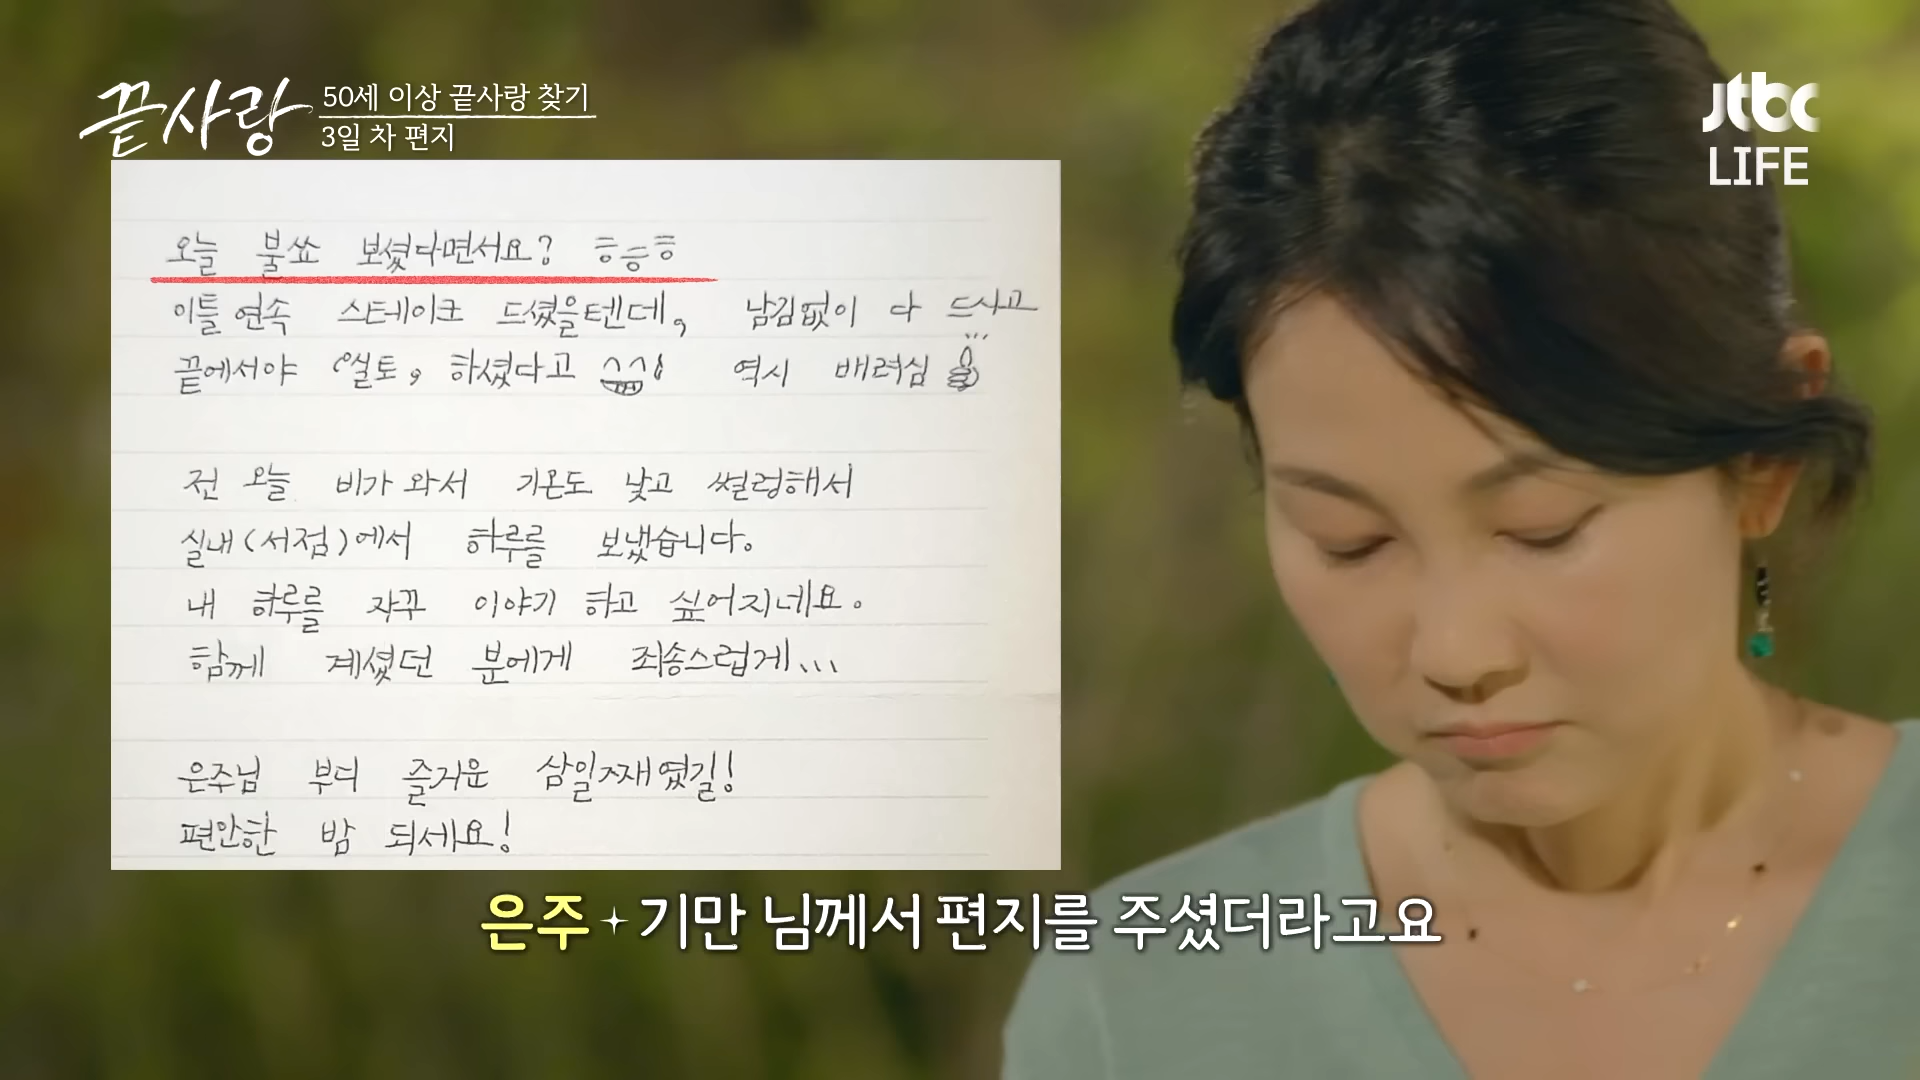 끝사랑
50세 이상 끝사랑 찾기
3일 차 편지
jtbc
LIFE
오늘 불쑈 보셨다면서요? ㅎㅎㅎ
이틀 연속 스테이크 드셨을텐데, 남김없이 다 드시고...
끝에서야 '실토, 하셨다고 역시 배려심
전 오늘 비가 와서 기온도 낮고 썰렁해서
실내(서점)에서 하루를 보냈습니다.
내 하루를 자꾸 이야기 하고 싶어지네요.
함께 계셨던 분에게 죄송스럽게...
은주님 부디 즐거운 삼일째였길!
편안한 밤 되세요!
은주 기만 님께서 편지를 주셨더라고요